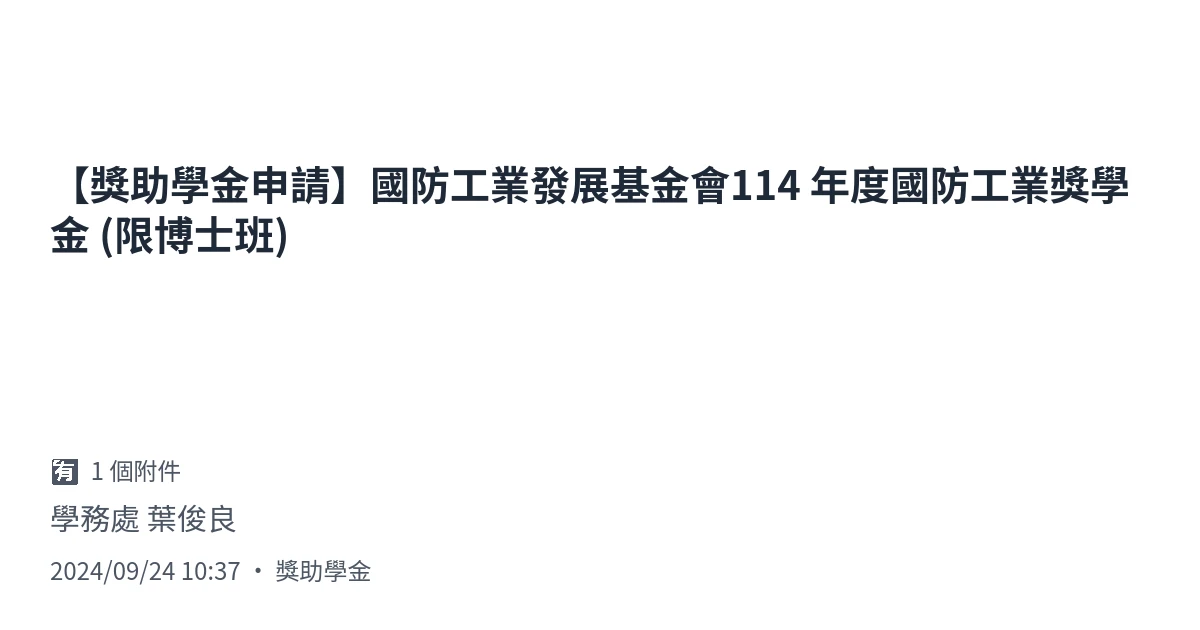 【獎助學金申請】國防工業發展基金會114 年度國防工業獎學
金 (限博士班)
🈶 1 個附件
學務處 葉俊良
2024/09/24 10:37 • 獎助學金